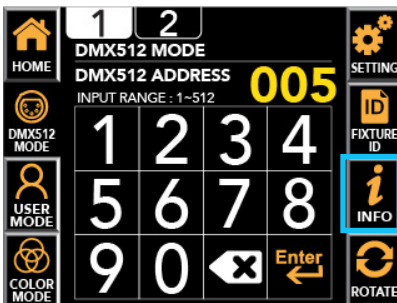 1 2
HOME
DMX512 MODE
DMX512 ADDRESS
INPUT RANGE : 1~512
005
SETTING
DMX512
MODE
1 2 3 4
ID
FIXTURE
ID
USER
MODE
5 6 7 8
i
INFO
COLOR
MODE
9 0
Enter
ROTATE